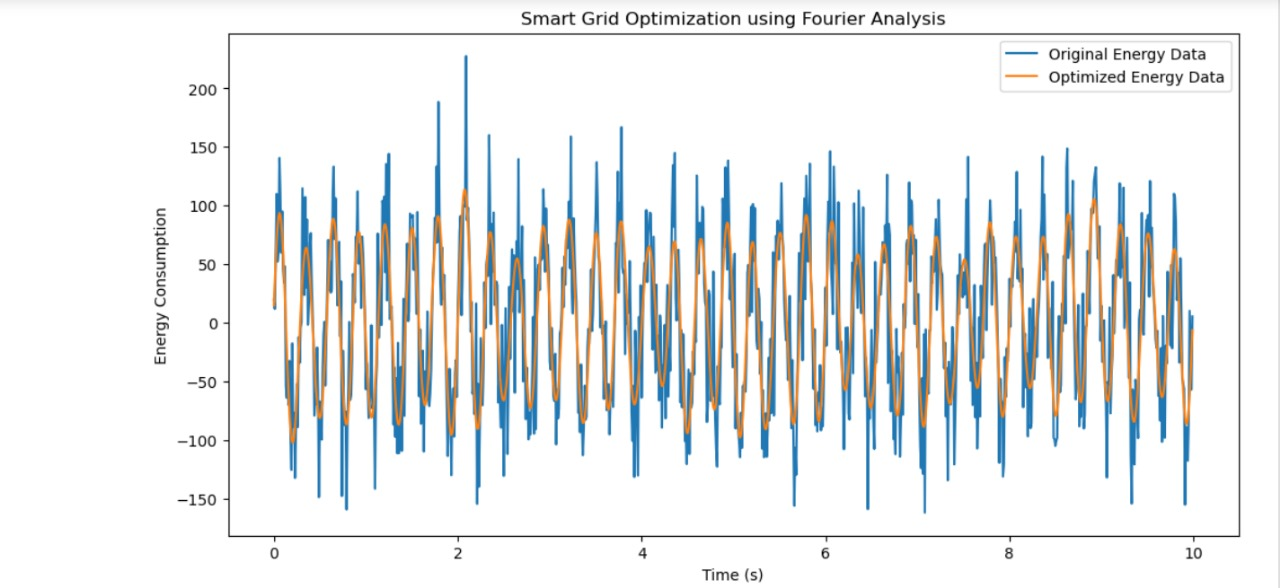 Smart Grid Optimization using Fourier Analysis
Original Energy Data
Optimized Energy Data
Energy Consumption
200
150
100
50
0
−50
−100
−150
0 2 4 6 8 10
Time (s)